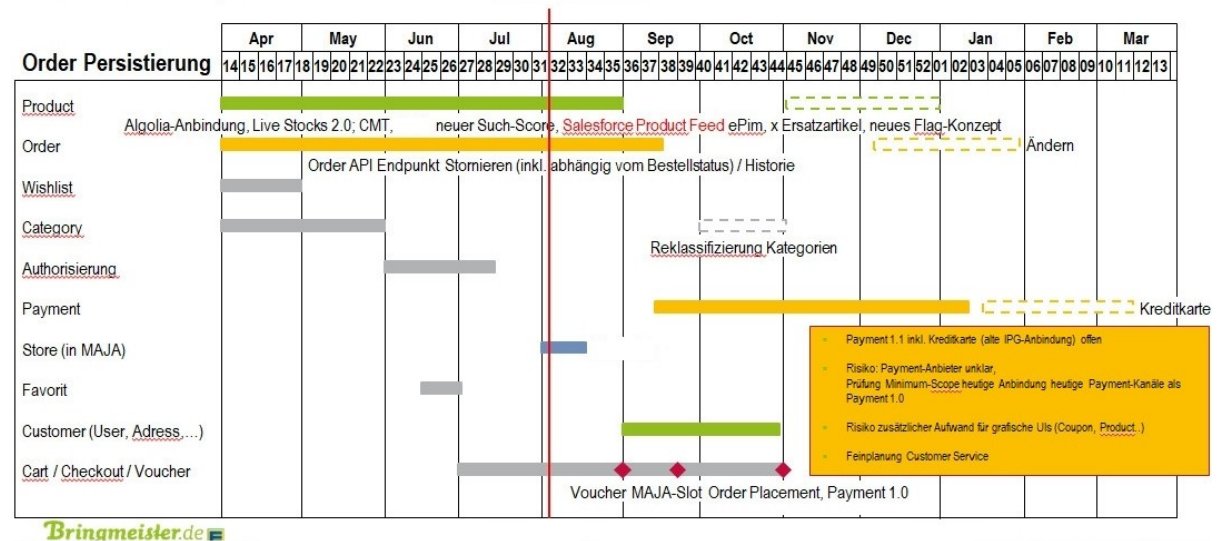 Apr May Jun Jul Aug Sep Oct Nov Dec Jan Feb Mar
Order Persistierung 14 15 16 17 18 19 20 21 22 23 24 25 26 27 28 29 30 31 32 33 34 35 36 37 38 39 40 41 42 43 44 45 46 47 48 49 50 51 52 01 02 03 04 05 06 07 08 09 10 11 12 13
Product
Algolia-Anbindung, Live Stocks 2.0; CMT, neuer Such-Score, Salesforce Product Feed ePim, x Ersatzartikel, neues Flag-Konzept
Order
Ändern
Order API Endpunkt Stornieren (inkl. abhängig vom Bestellstatus) / Historie
Wishlist
Category
Reklassifizierung Kategorien
Authorisierung
Payment
Kreditkarte
Store (in MAJA)
Favorit
Customer (User, Adress,...)
Cart / Checkout / Voucher
Voucher MAJA-Slot Order Placement, Payment 1.0
Payment 1.1 inkl. Kreditkarte (alte IPG-Anbindung) offen
Risiko: Payment-Anbieter unklar,
Prüfung Minimum-Scope heutige Anbindung heutige Payment-Kanäle als
Payment 1.0
Risiko zusätzlicher Aufwand für grafische UIs (Coupon, Product..)
Feinplanung Customer Service
Bringmeister.de